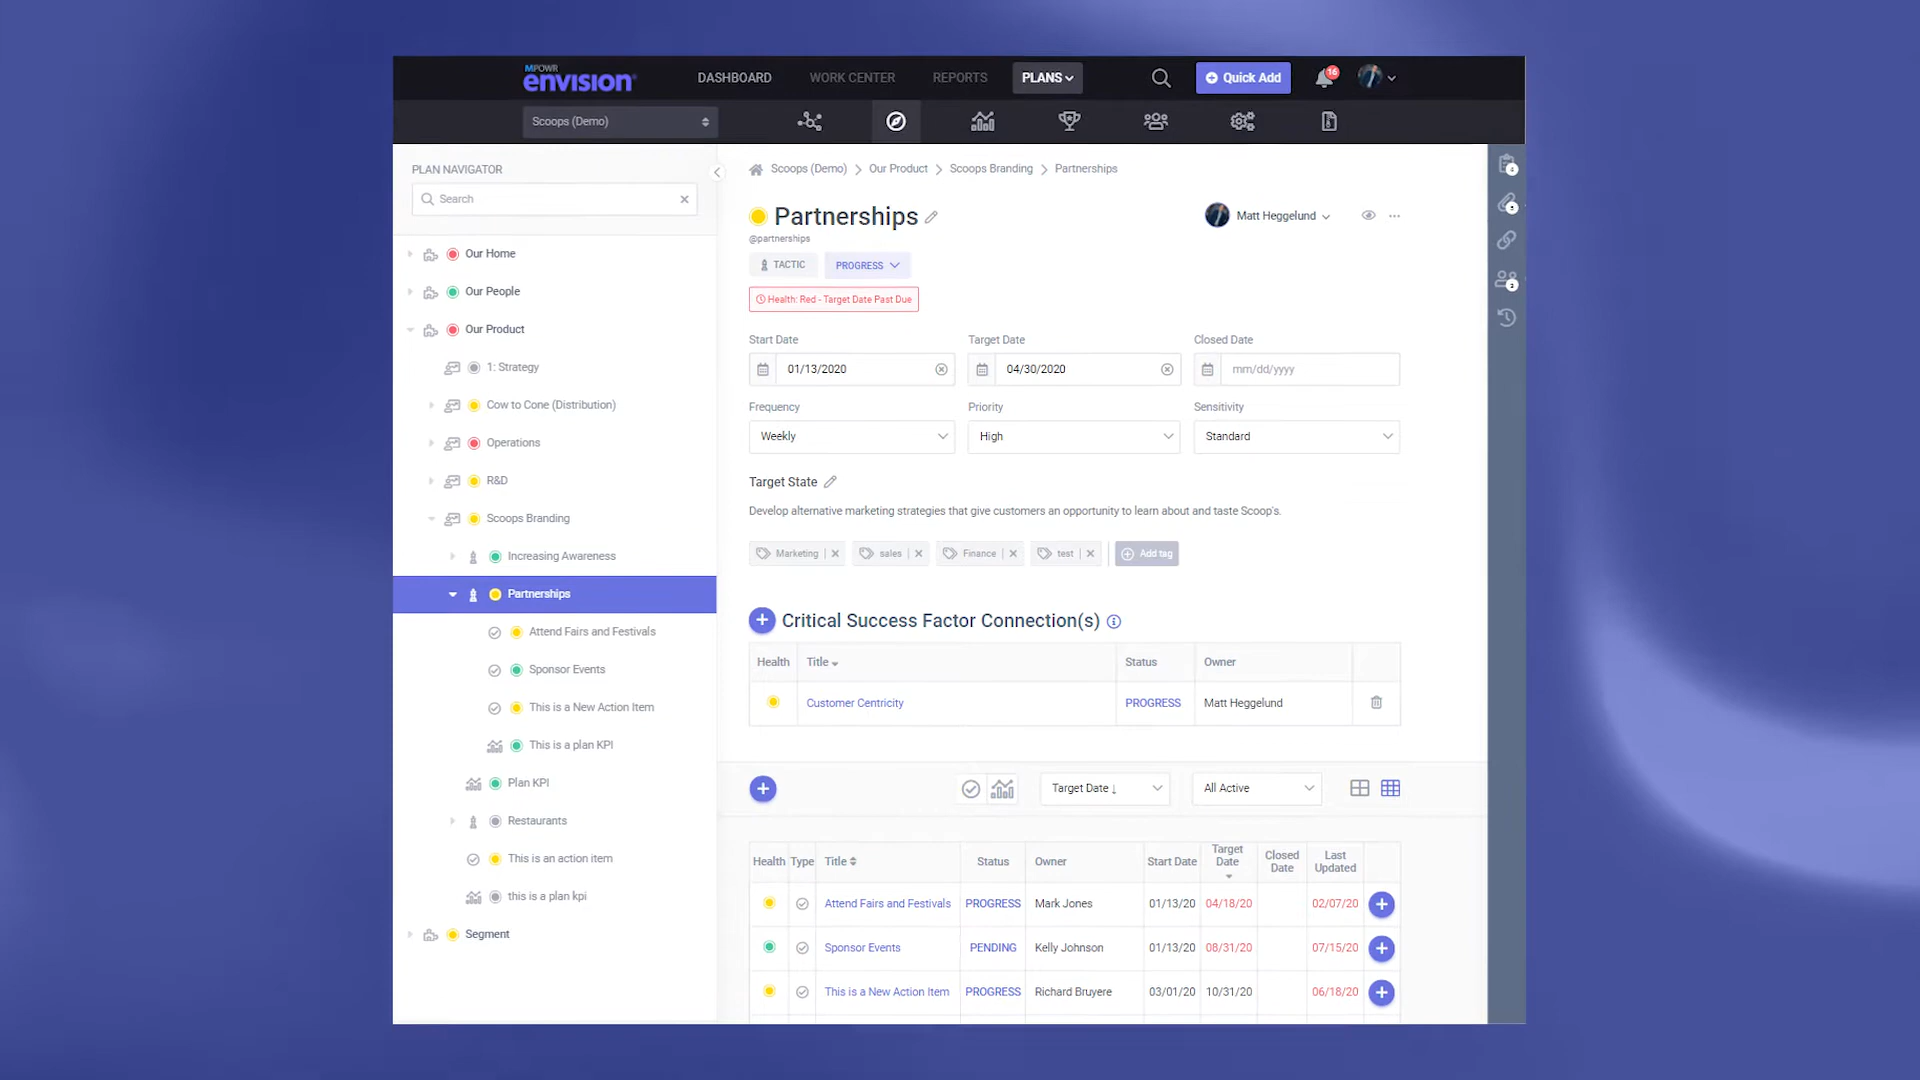 MPOWR
envision
DASHBOARD
WORK CENTER
REPORTS
PLANS
Quick Add
16
Scoops (Demo)
PLAN NAVIGATOR
Search
Our Home
Our People
Our Product
1: Strategy
Cow to Cone (Distribution)
Operations
R&D
Scoops Branding
Increasing Awareness
Partnerships
Attend Fairs and Festivals
Sponsor Events
This is a New Action Item
This is a plan KPI
Plan KPI
Restaurants
This is an action item
this is a plan kpi
Segment
Scoops (Demo) > Our Product > Scoops Branding > Partnerships
Partnerships
Matt Heggelund
@partnerships
TACTIC
PROGRESS
Health: Red - Target Date Past Due
Start Date
Target Date
Closed Date
01/13/2020
04/30/2020
mm/dd/yyyy
Frequency
Priority
Sensitivity
Weekly
High
Standard
Target State
Develop alternative marketing strategies that give customers an opportunity to learn about and taste Scoop's.
Marketing
sales
Finance
test
Add tag
Critical Success Factor Connection(s)
Health Title Status Owner
Customer Centricity PROGRESS Matt Heggelund
Target Date ↓
All Active
Health Type Title Status Owner Start Date Target Date Closed Date Last Updated
Attend Fairs and Festivals PROGRESS Mark Jones 01/13/20 04/18/20 02/07/20
Sponsor Events PENDING Kelly Johnson 01/13/20 08/31/20 07/15/20
This is a New Action Item PROGRESS Richard Bruyere 03/01/20 10/31/20 06/18/20